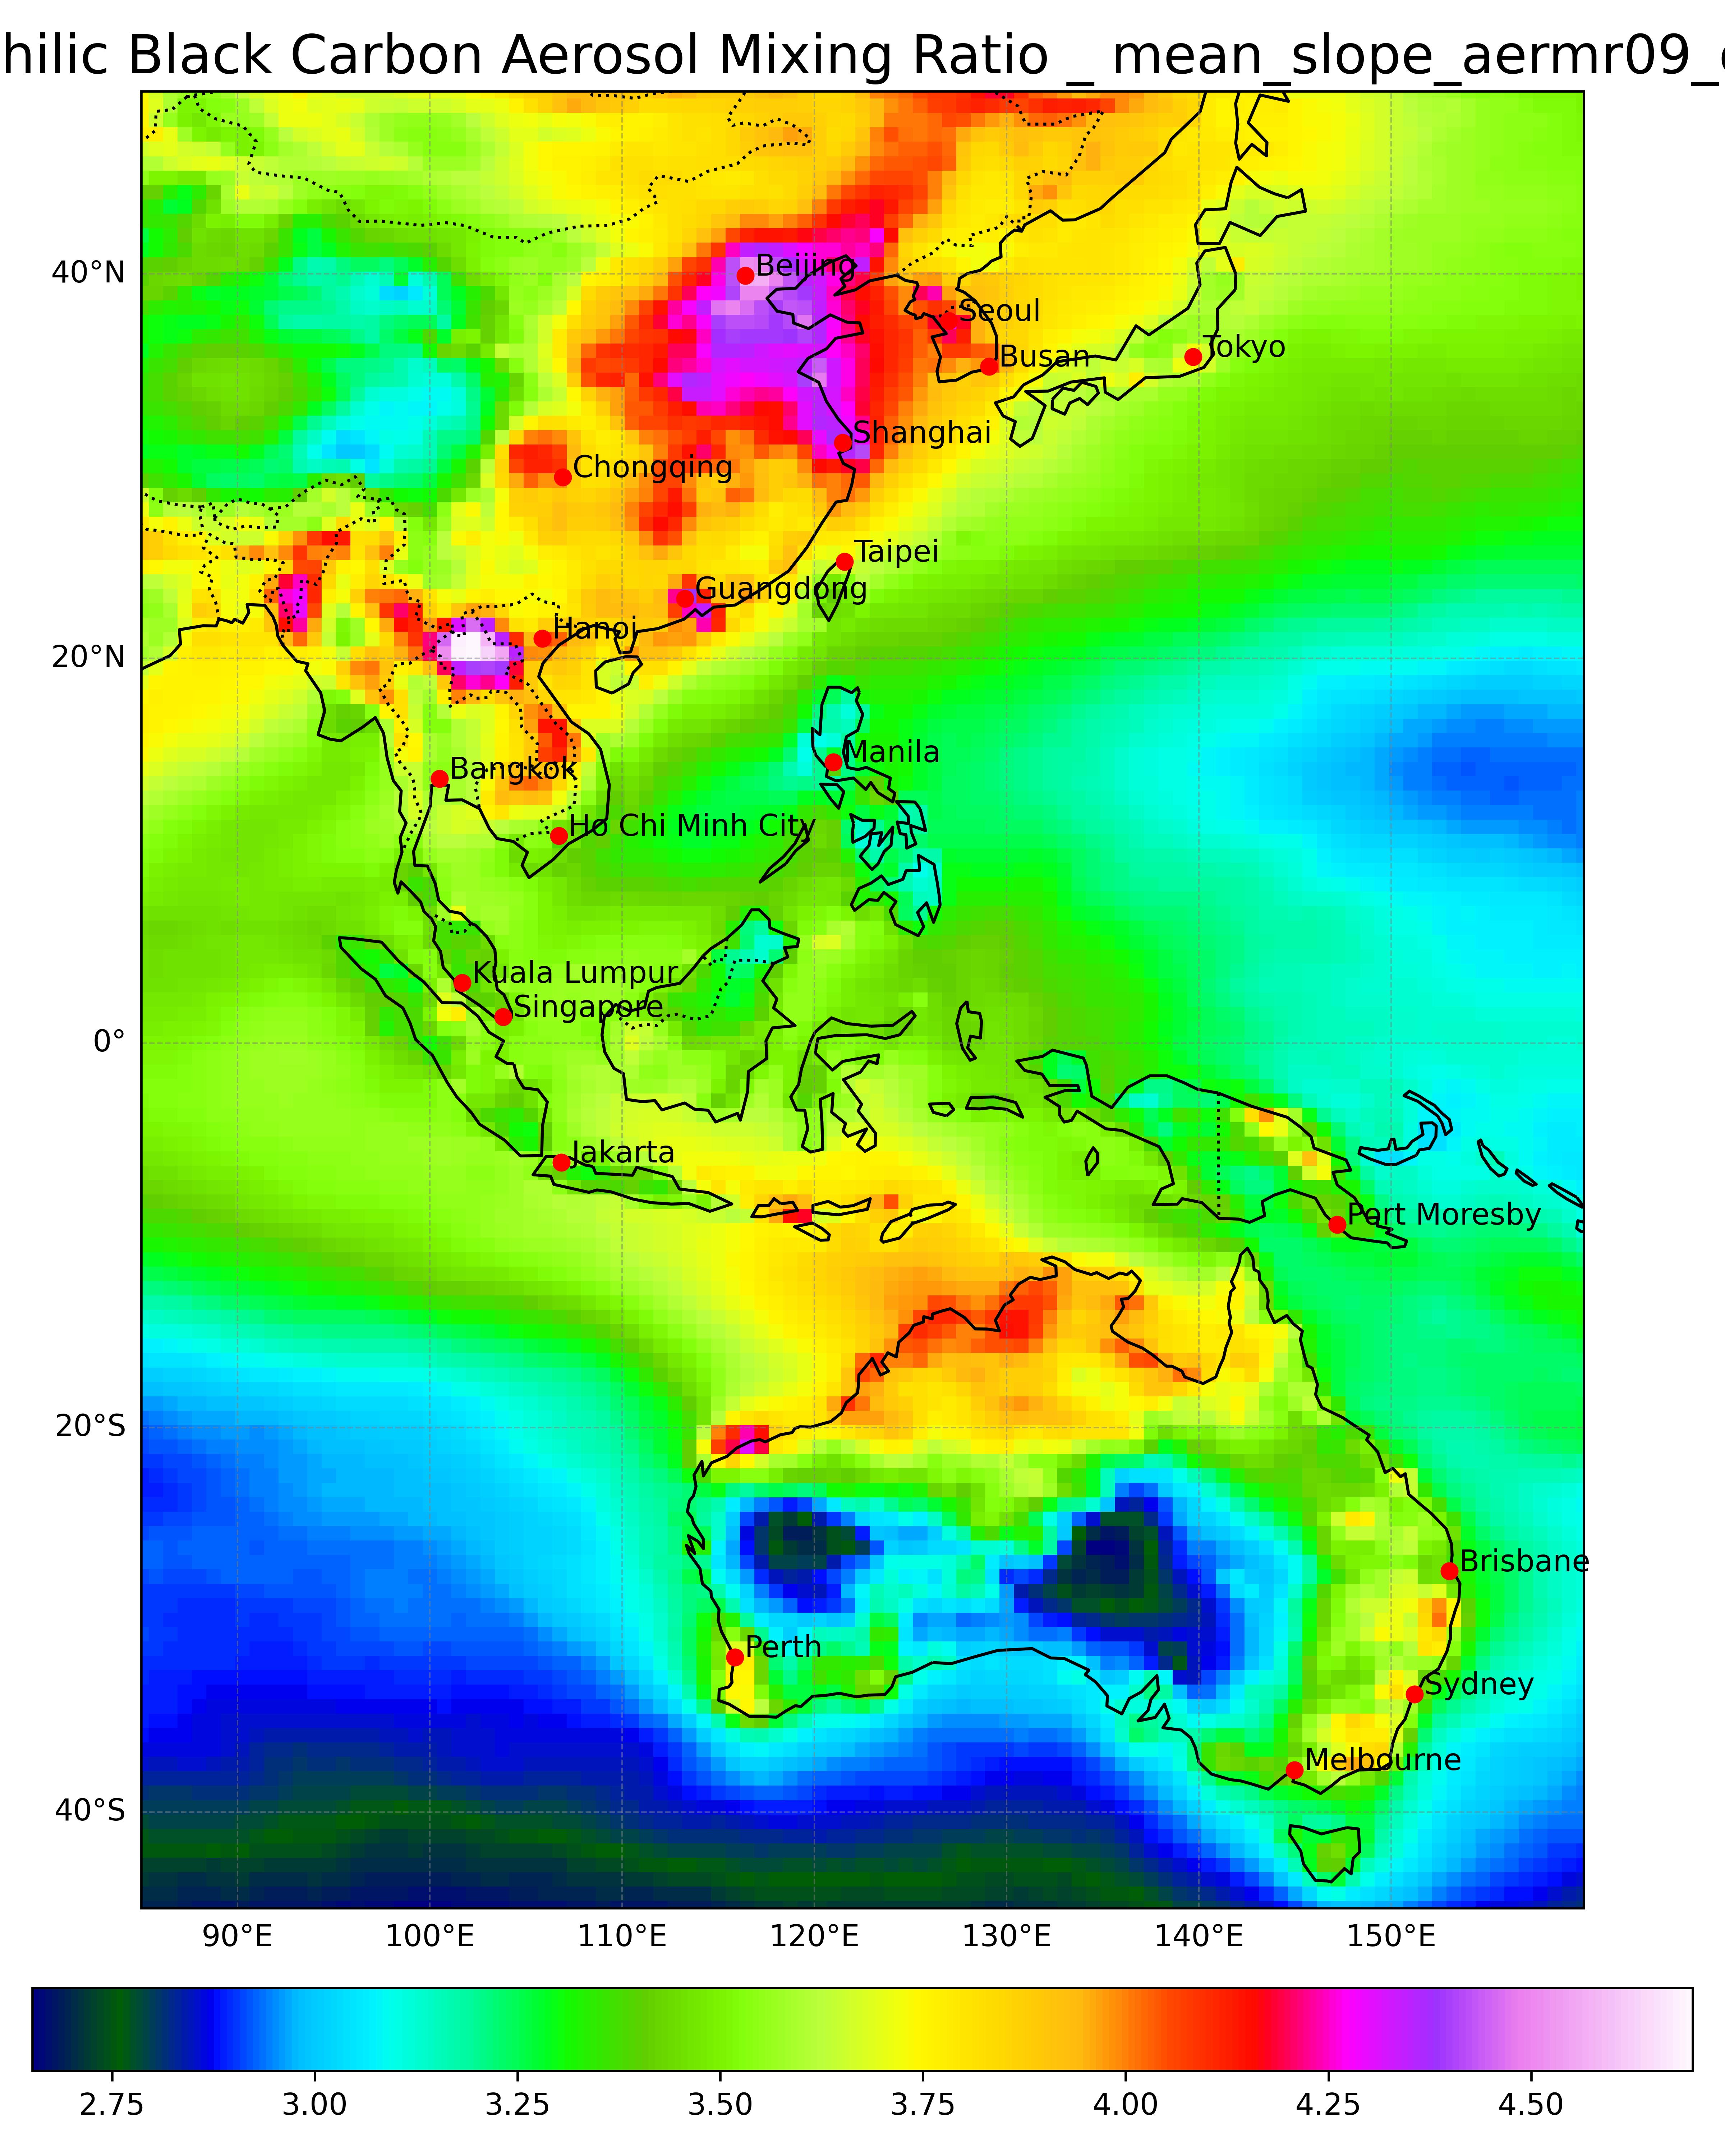 hilic Black Carbon Aerosol Mixing Ratio _ mean_slope_aermr09_
Beijing
40°N
Seoul
Tokyo
Busan
Shanghai
Chongqing
Taipei
Guangdong
Hanoi
20°N
Manila
Bangkok
Ho Chi Minh City
Kuala Lumpur
Singapore
0°
Jakarta
Port Moresby
20°S
Brisbane
Perth
Sydney
Melbourne
40°S
90°E 100°E 110°E 120°E 130°E 140°E 150°E
2.75 3.00 3.25 3.50 3.75 4.00 4.25 4.50